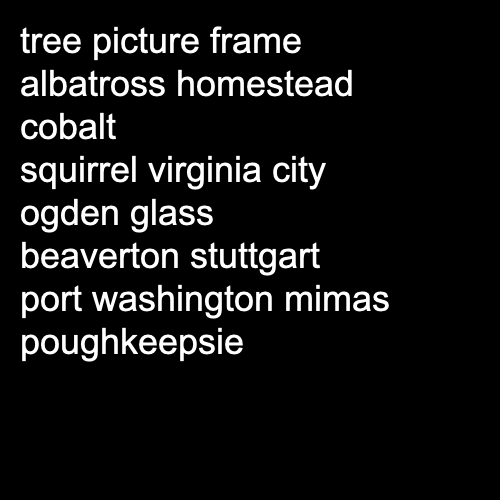 tree picture frame
albatross homestead
cobalt
squirrel virginia city
ogden glass
beaverton stuttgart
port washington mimas
poughkeepsie